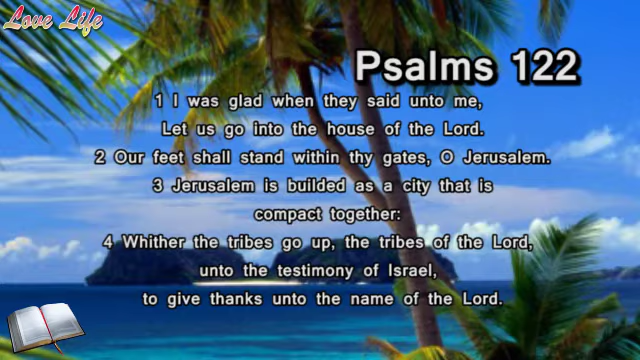 Love Life
Psalms 122
1 I was glad when they said unto me,
Let us go into the house of the Lord.
2 Our feet shall stand within thy gates, O Jerusalem.
3 Jerusalem is builded as a city that is
compact together:
4 Whither the tribes go up, the tribes of the Lord,
unto the testimony of Israel,
to give thanks unto the name of the Lord.